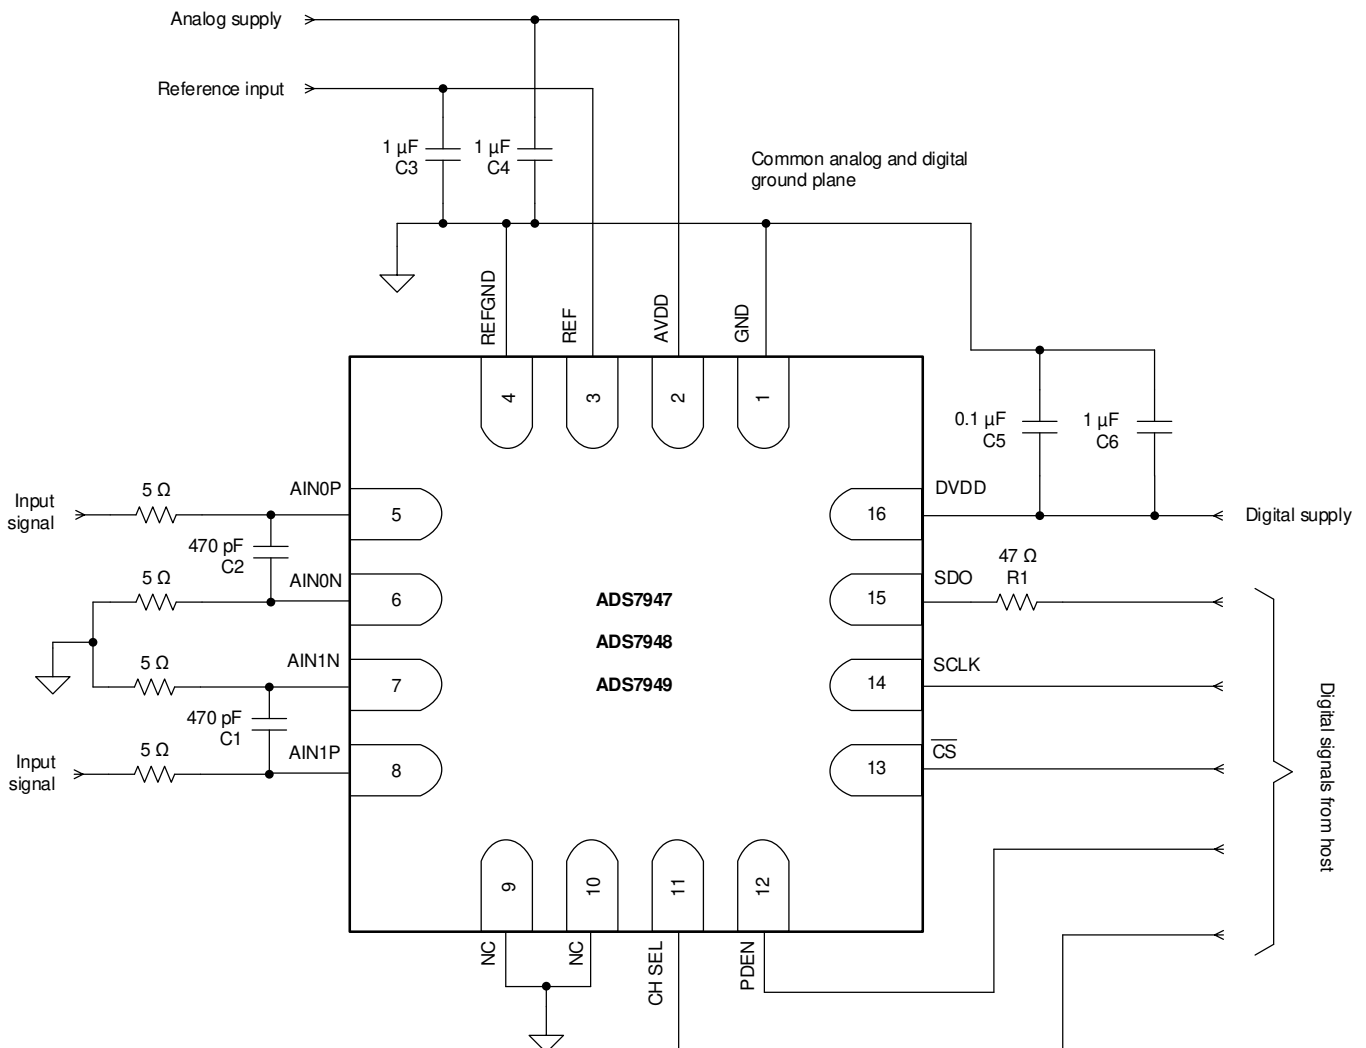 Analog supply
Reference input
1 µF
C3
1 µF
C4
Common analog and digital
ground plane
REFGND
REF
AVDD
GND
4
3
2
1
0.1 µF
C5
1 µF
C6
Input
signal
5 Ω
AIN0P
5
470 pF
C2
5 Ω
AIN0N
6
5 Ω
AIN1N
7
470 pF
C1
Input
signal
5 Ω
AIN1P
8
ADS7947
ADS7948
ADS7949
DVDD
16
Digital supply
47 Ω
R1
SDO
15
SCLK
14
CS
13
Digital signals from host
9
10
11
12
NC
NC
CH SEL
PDEN